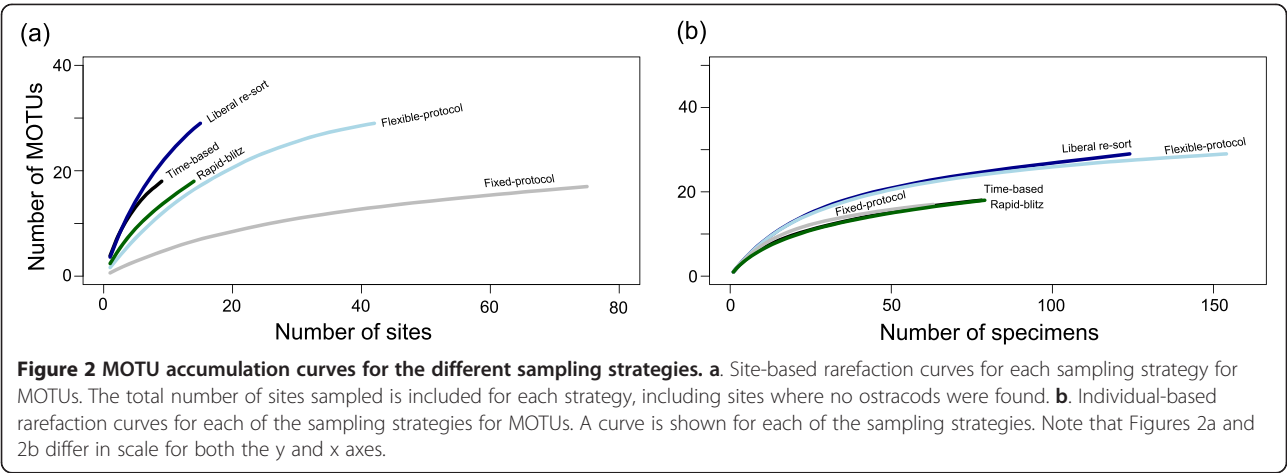 (a)
Number of MOTUs
40
20
0
Liberal re-sort
Time-based
Rapid-blitz
Flexible-protocol
Fixed-protocol
0 20 40 60 80
Number of sites
(b)
40
20
0
Liberal re-sort
Flexible-protocol
Fixed-protocol
Time-based
Rapid-blitz
0 50 100 150
Number of specimens
Figure 2 MOTU accumulation curves for the different sampling strategies. a. Site-based rarefaction curves for each sampling strategy for
MOTUs. The total number of sites sampled is included for each strategy, including sites where no ostracods were found. b. Individual-based
rarefaction curves for each of the sampling strategies for MOTUs. A curve is shown for each of the sampling strategies. Note that Figures 2a and
2b differ in scale for both the y and x axes.